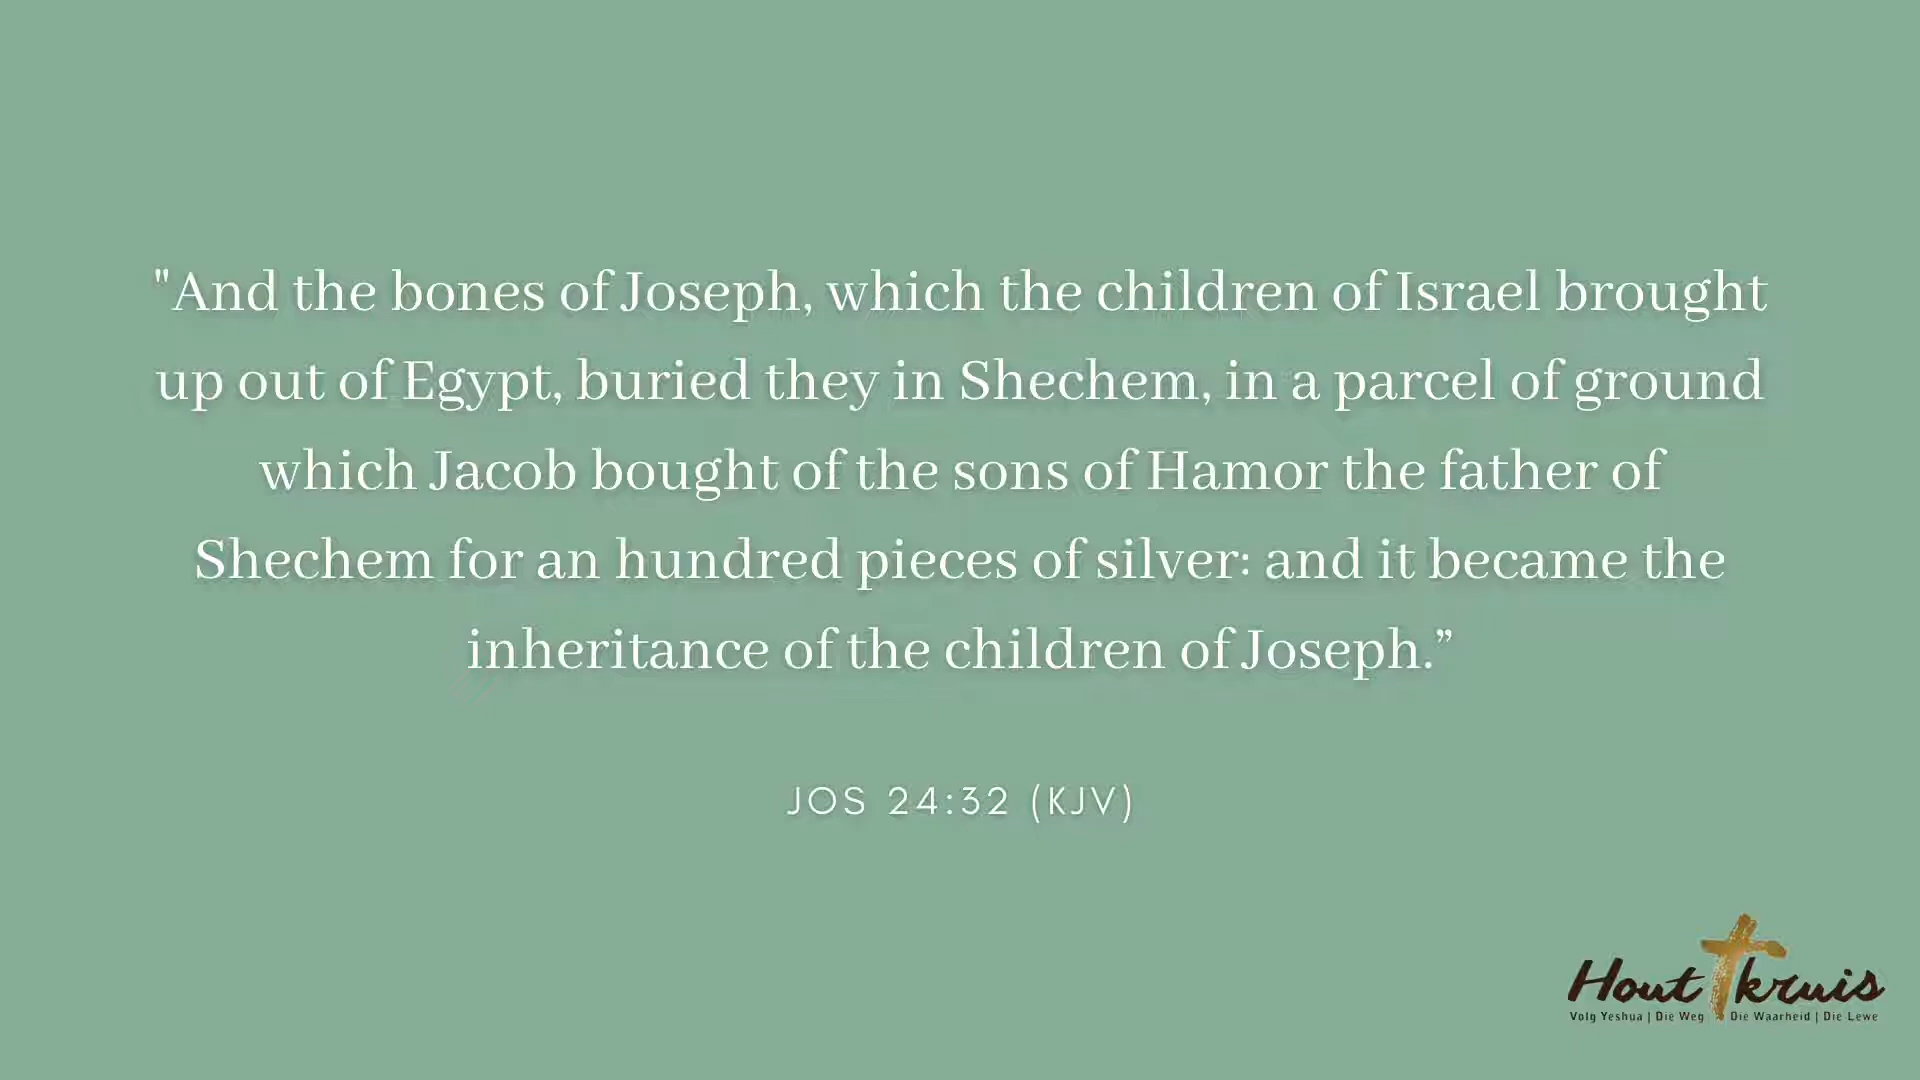 "And the bones of Joseph, which the children of Israel brought
up out of Egypt, buried they in Shechem, in a parcel of ground
which Jacob bought of the sons of Hamor the father of
Shechem for an hundred pieces of silver: and it became the
inheritance of the children of Joseph.”
JOS 24:32 (KJV)
Hout kruis
Volg Yeshua | Die Weg Die Waarheid | Die Lewe